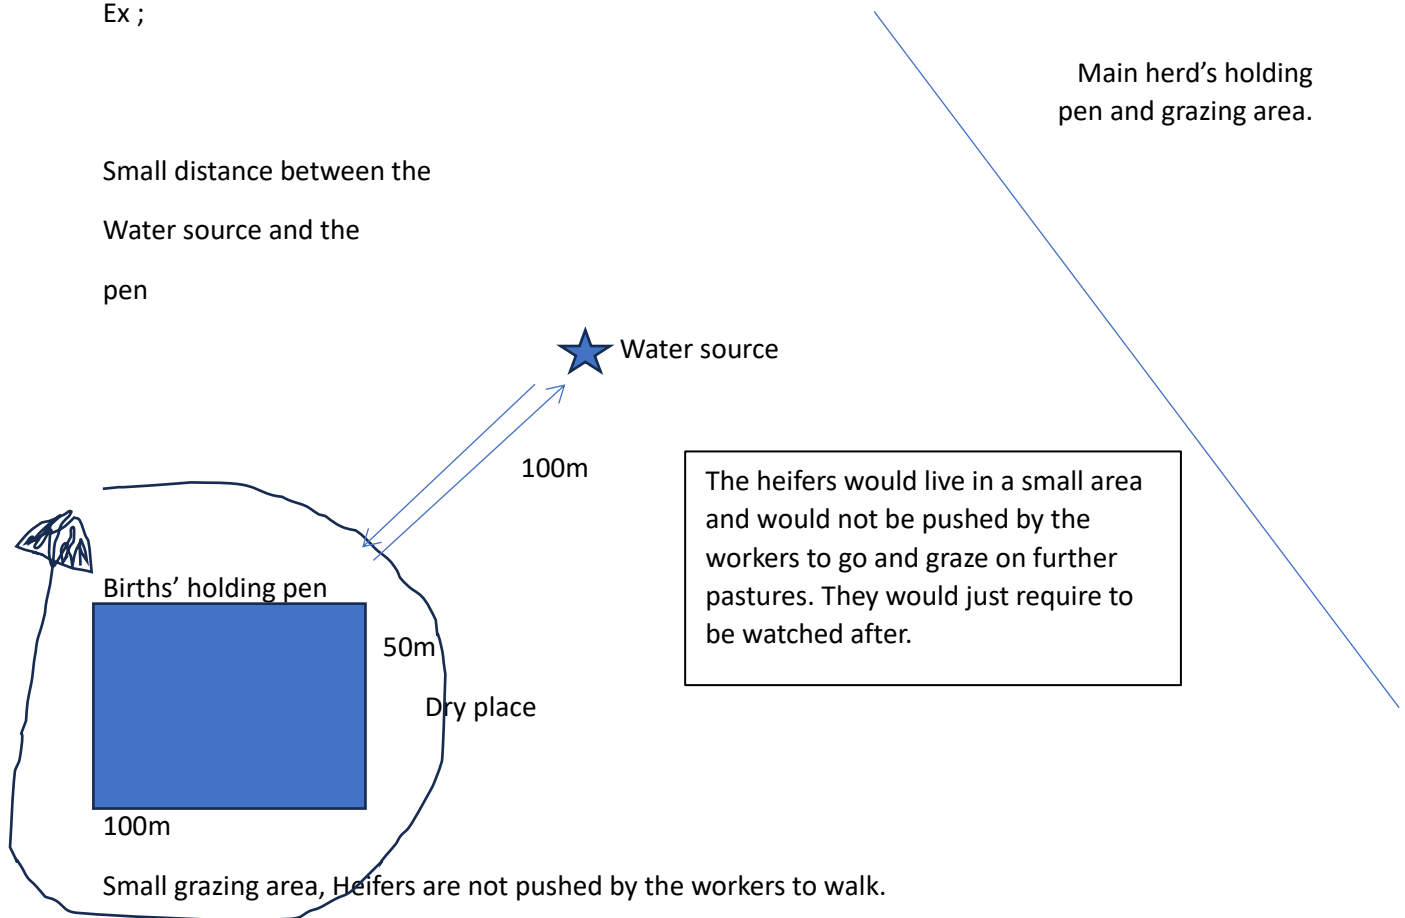 Ex ;
Main herd’s holding
pen and grazing area.
Small distance between the
Water source and the
pen
Water source
100m
The heifers would live in a small area
and would not be pushed by the
workers to go and graze on further
pastures. They would just require to
be watched after.
Births’ holding pen
50m
Dry place
100m
Small grazing area, Heifers are not pushed by the workers to walk.